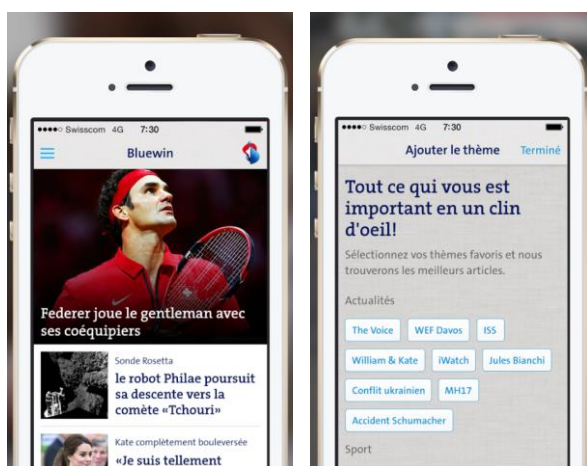 Swisscom 4G 7:30
Bluewin
Federer joue le gentleman avec
ses coéquipiers
Sonde Rosetta
le robot Philae poursuit
sa descente vers la
comète «Tchouri»
Kate complètement bouleversée
«Je suis tellement
Swisscom 4G 7:30
Ajouter le thème Terminé
Tout ce qui vous est
important en un clin
d'oeil!
Sélectionnez vos thèmes favoris et nous
trouverons les meilleurs articles.
Actualités
The Voice WEF Davos ISS
William & Kate iWatch Jules Bianchi
Conflit ukrainien MH17
Accident Schumacher
Sport